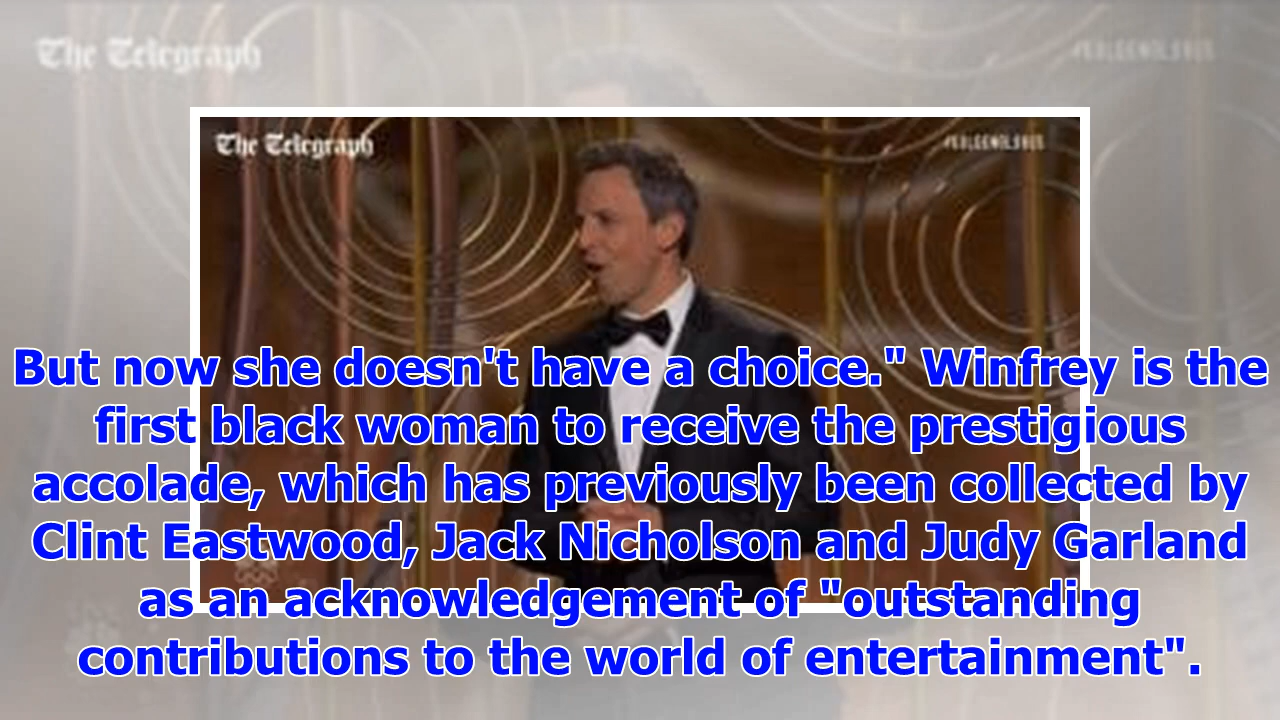 The Telegraph
The Telegraph
But now she doesn't have a choice." Winfrey is the
first black woman to receive the prestigious
accolade, which has previously been collected by
Clint Eastwood, Jack Nicholson and Judy Garland
as an acknowledgement of "outstanding
contributions to the world of entertainment".